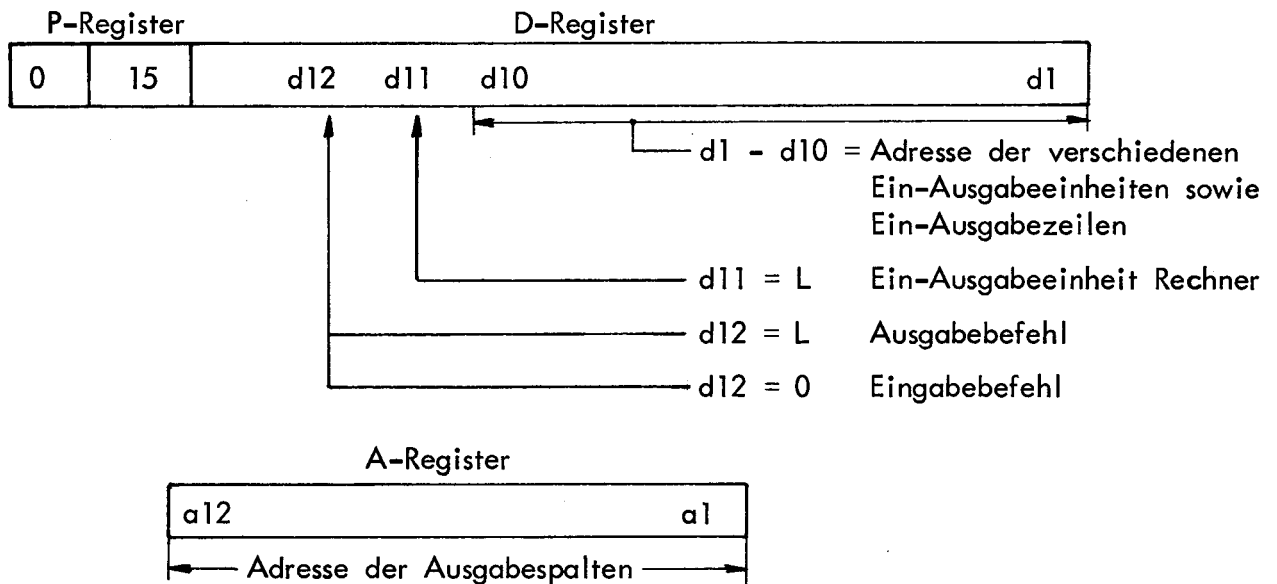 P-Register D-Register
0 15 d12 d11 d10 d1
d1 - d10 = Adresse der verschiedenen
Ein-Ausgabeeinheiten sowie
Ein-Ausgabezeilen
d11 = L Ein-Ausgabeeinheit Rechner
d12 = L Ausgabebefehl
d12 = 0 Eingabebefehl
A-Register
a12 a1
Adresse der Ausgabespalten